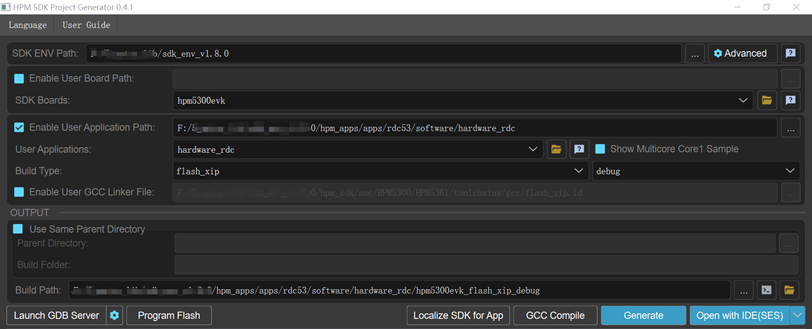 HPM SDK Project Generator 0.4.1
Language User Guide
SDK ENV Path: /sdk_env_v1.8.0 ... Advanced
Enable User Board Path: ...
SDK Boards: hpm5300evk
Enable User Application Path: F:/ 0/hpm_apps/apps/rdc53/software/hardware_rdc ...
User Applications: hardware_rdc Show Multicore Core1 Sample
Build Type: flash_xip debug
Enable User GCC Linker File: 0/hpm_sdk/soc/HPM5300/HPM5361/toolchains/gcc/flash_xip.ld ...
OUTPUT
Use Same Parent Directory
Parent Directory: ...
Build Folder:
Build Path: /hpm_apps/apps/rdc53/software/hardware_rdc/hpm5300evk_flash_xip_debug ...
Launch GDB Server Program Flash Localize SDK for App GCC Compile Generate Open with IDE(SES)